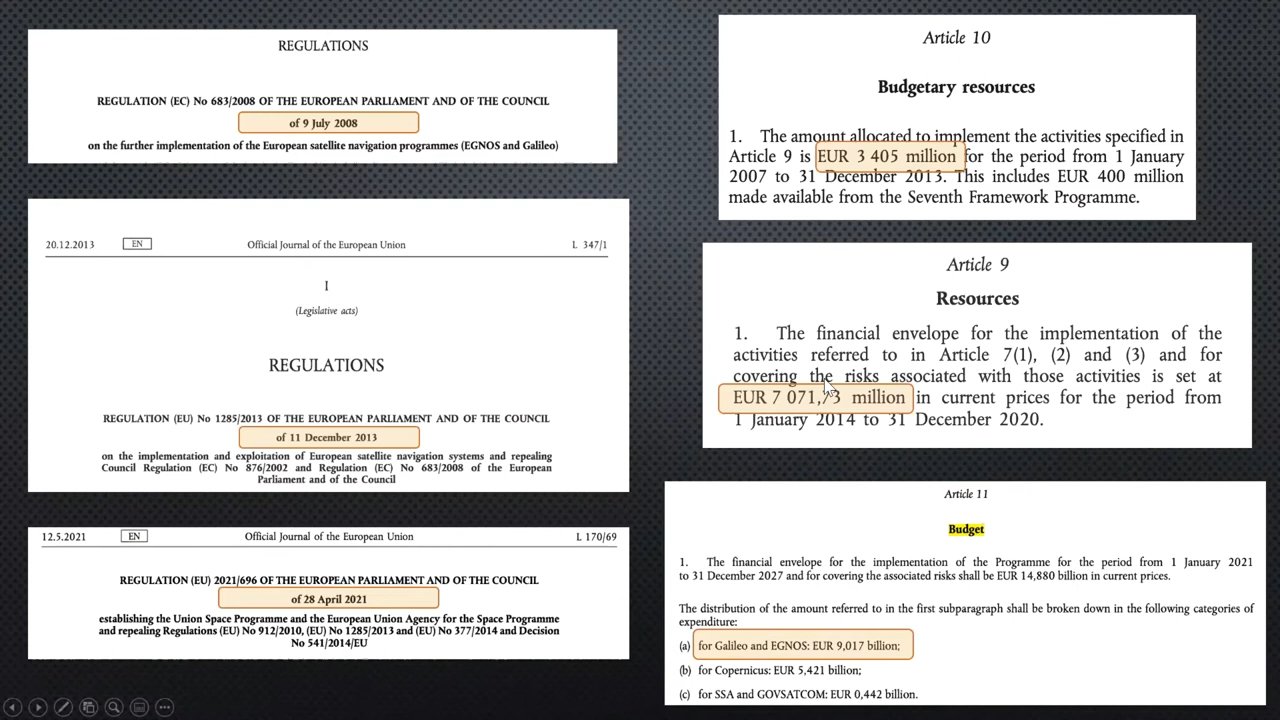 REGULATIONS
REGULATION (EC) No 683/2008 OF THE EUROPEAN PARLIAMENT AND OF THE COUNCIL
of 9 July 2008
on the further implementation of the European satellite navigation programmes (EGNOS and Galileo)
20.12.2013 EN Official Journal of the European Union L 347/1
I
(Legislative acts)
REGULATIONS
REGULATION (EU) No 1285/2013 OF THE EUROPEAN PARLIAMENT AND OF THE COUNCIL
of 11 December 2013
on the implementation and exploitation of European satellite navigation systems and repealing
Council Regulation (EC) No 876/2002 and Regulation (EC) No 683/2008 of the European
Parliament and of the Council
12.5.2021 EN Official Journal of the European Union L 170/69
REGULATION (EU) 2021/696 OF THE EUROPEAN PARLIAMENT AND OF THE COUNCIL
of 28 April 2021
establishing the Union Space Programme and the European Union Agency for the Space Programme
and repealing Regulations (EU) No 912/2010, (EU) No 1285/2013 and (EU) No 377/2014 and Decision
No 541/2014/EU
Article 10
Budgetary resources
1. The amount allocated to implement the activities specified in
Article 9 is EUR 3 405 million for the period from 1 January
2007 to 31 December 2013. This includes EUR 400 million
made available from the Seventh Framework Programme.
Article 9
Resources
1. The financial envelope for the implementation of the
activities referred to in Article 7(1), (2) and (3) and for
covering the risks associated with those activities is set at
EUR 7 071,73 million in current prices for the period from
1 January 2014 to 31 December 2020.
Article 11
Budget
1. The financial envelope for the implementation of the Programme for the period from 1 January 2021
to 31 December 2027 and for covering the associated risks shall be EUR 14,880 billion in current prices.
The distribution of the amount referred to in the first subparagraph shall be broken down in the following categories of
expenditure:
(a) for Galileo and EGNOS: EUR 9,017 billion;
(b) for Copernicus: EUR 5,421 billion;
(c) for SSA and GOVSATCOM: EUR 0,442 billion.